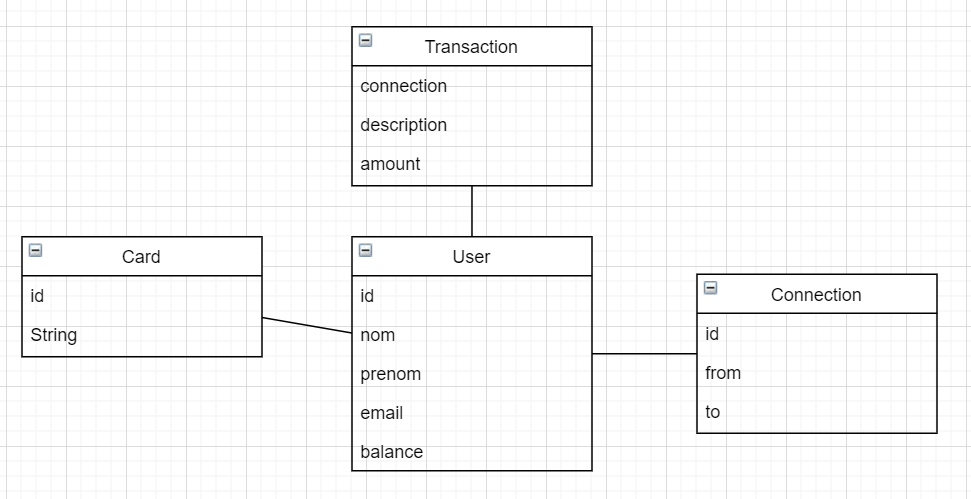 Transaction
connection
description
amount
Card
id
String
User
id
nom
prenom
email
balance
Connection
id
from
to